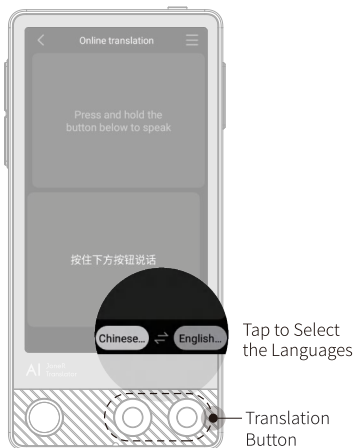 Online translation
Press and hold the
button below to speak
按住下方按钮说话
Chinese...
English...
Tap to Select
the Languages
AI
Translation
Button